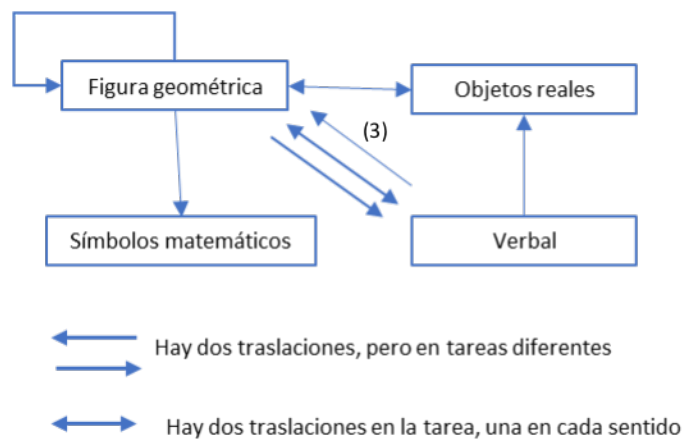 Figura geométrica
Objetos reales
(3)
Símbolos matemáticos
Verbal
Hay dos traslaciones, pero en tareas diferentes
Hay dos traslaciones en la tarea, una en cada sentido